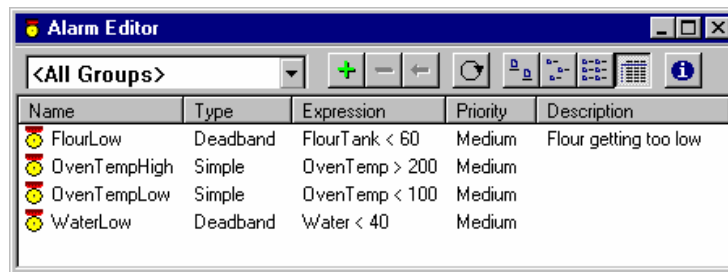 Alarm Editor
<All Groups>
Name Type Expression Priority Description
FlourLow Deadband FlourTank < 60 Medium Flour getting too low
OvenTempHigh Simple OvenTemp > 200 Medium
OvenTempLow Simple OvenTemp < 100 Medium
WaterLow Deadband Water < 40 Medium